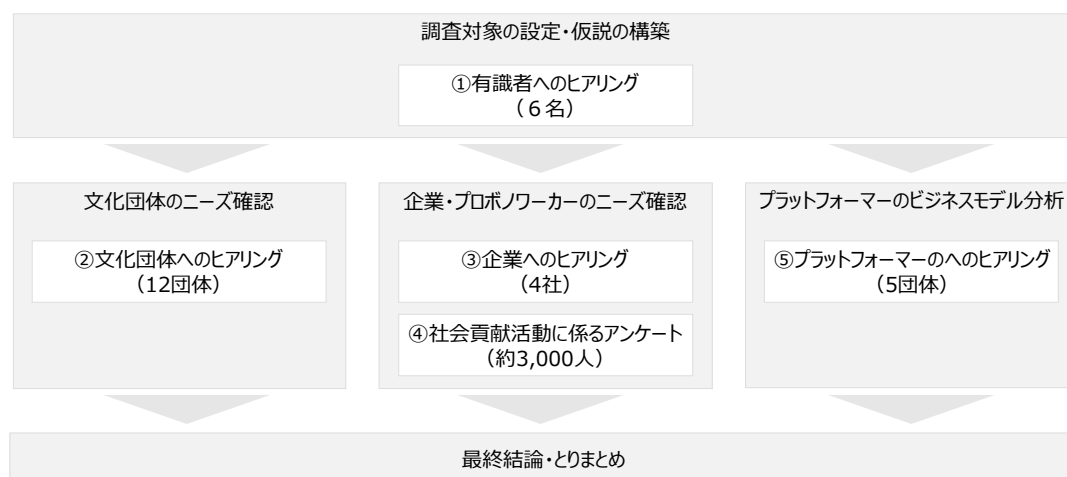 調査対象の設定・仮説の構築
①有識者へのヒアリング
（６名）
文化団体のニーズ確認
②文化団体へのヒアリング
（12団体）
企業・プロボノワーカーのニーズ確認
③企業へのヒアリング
（4社）
④社会貢献活動に係るアンケート
（約3,000人）
プラットフォーマーのビジネスモデル分析
⑤プラットフォーマーのへのヒアリング
（5団体）
最終結論・とりまとめ